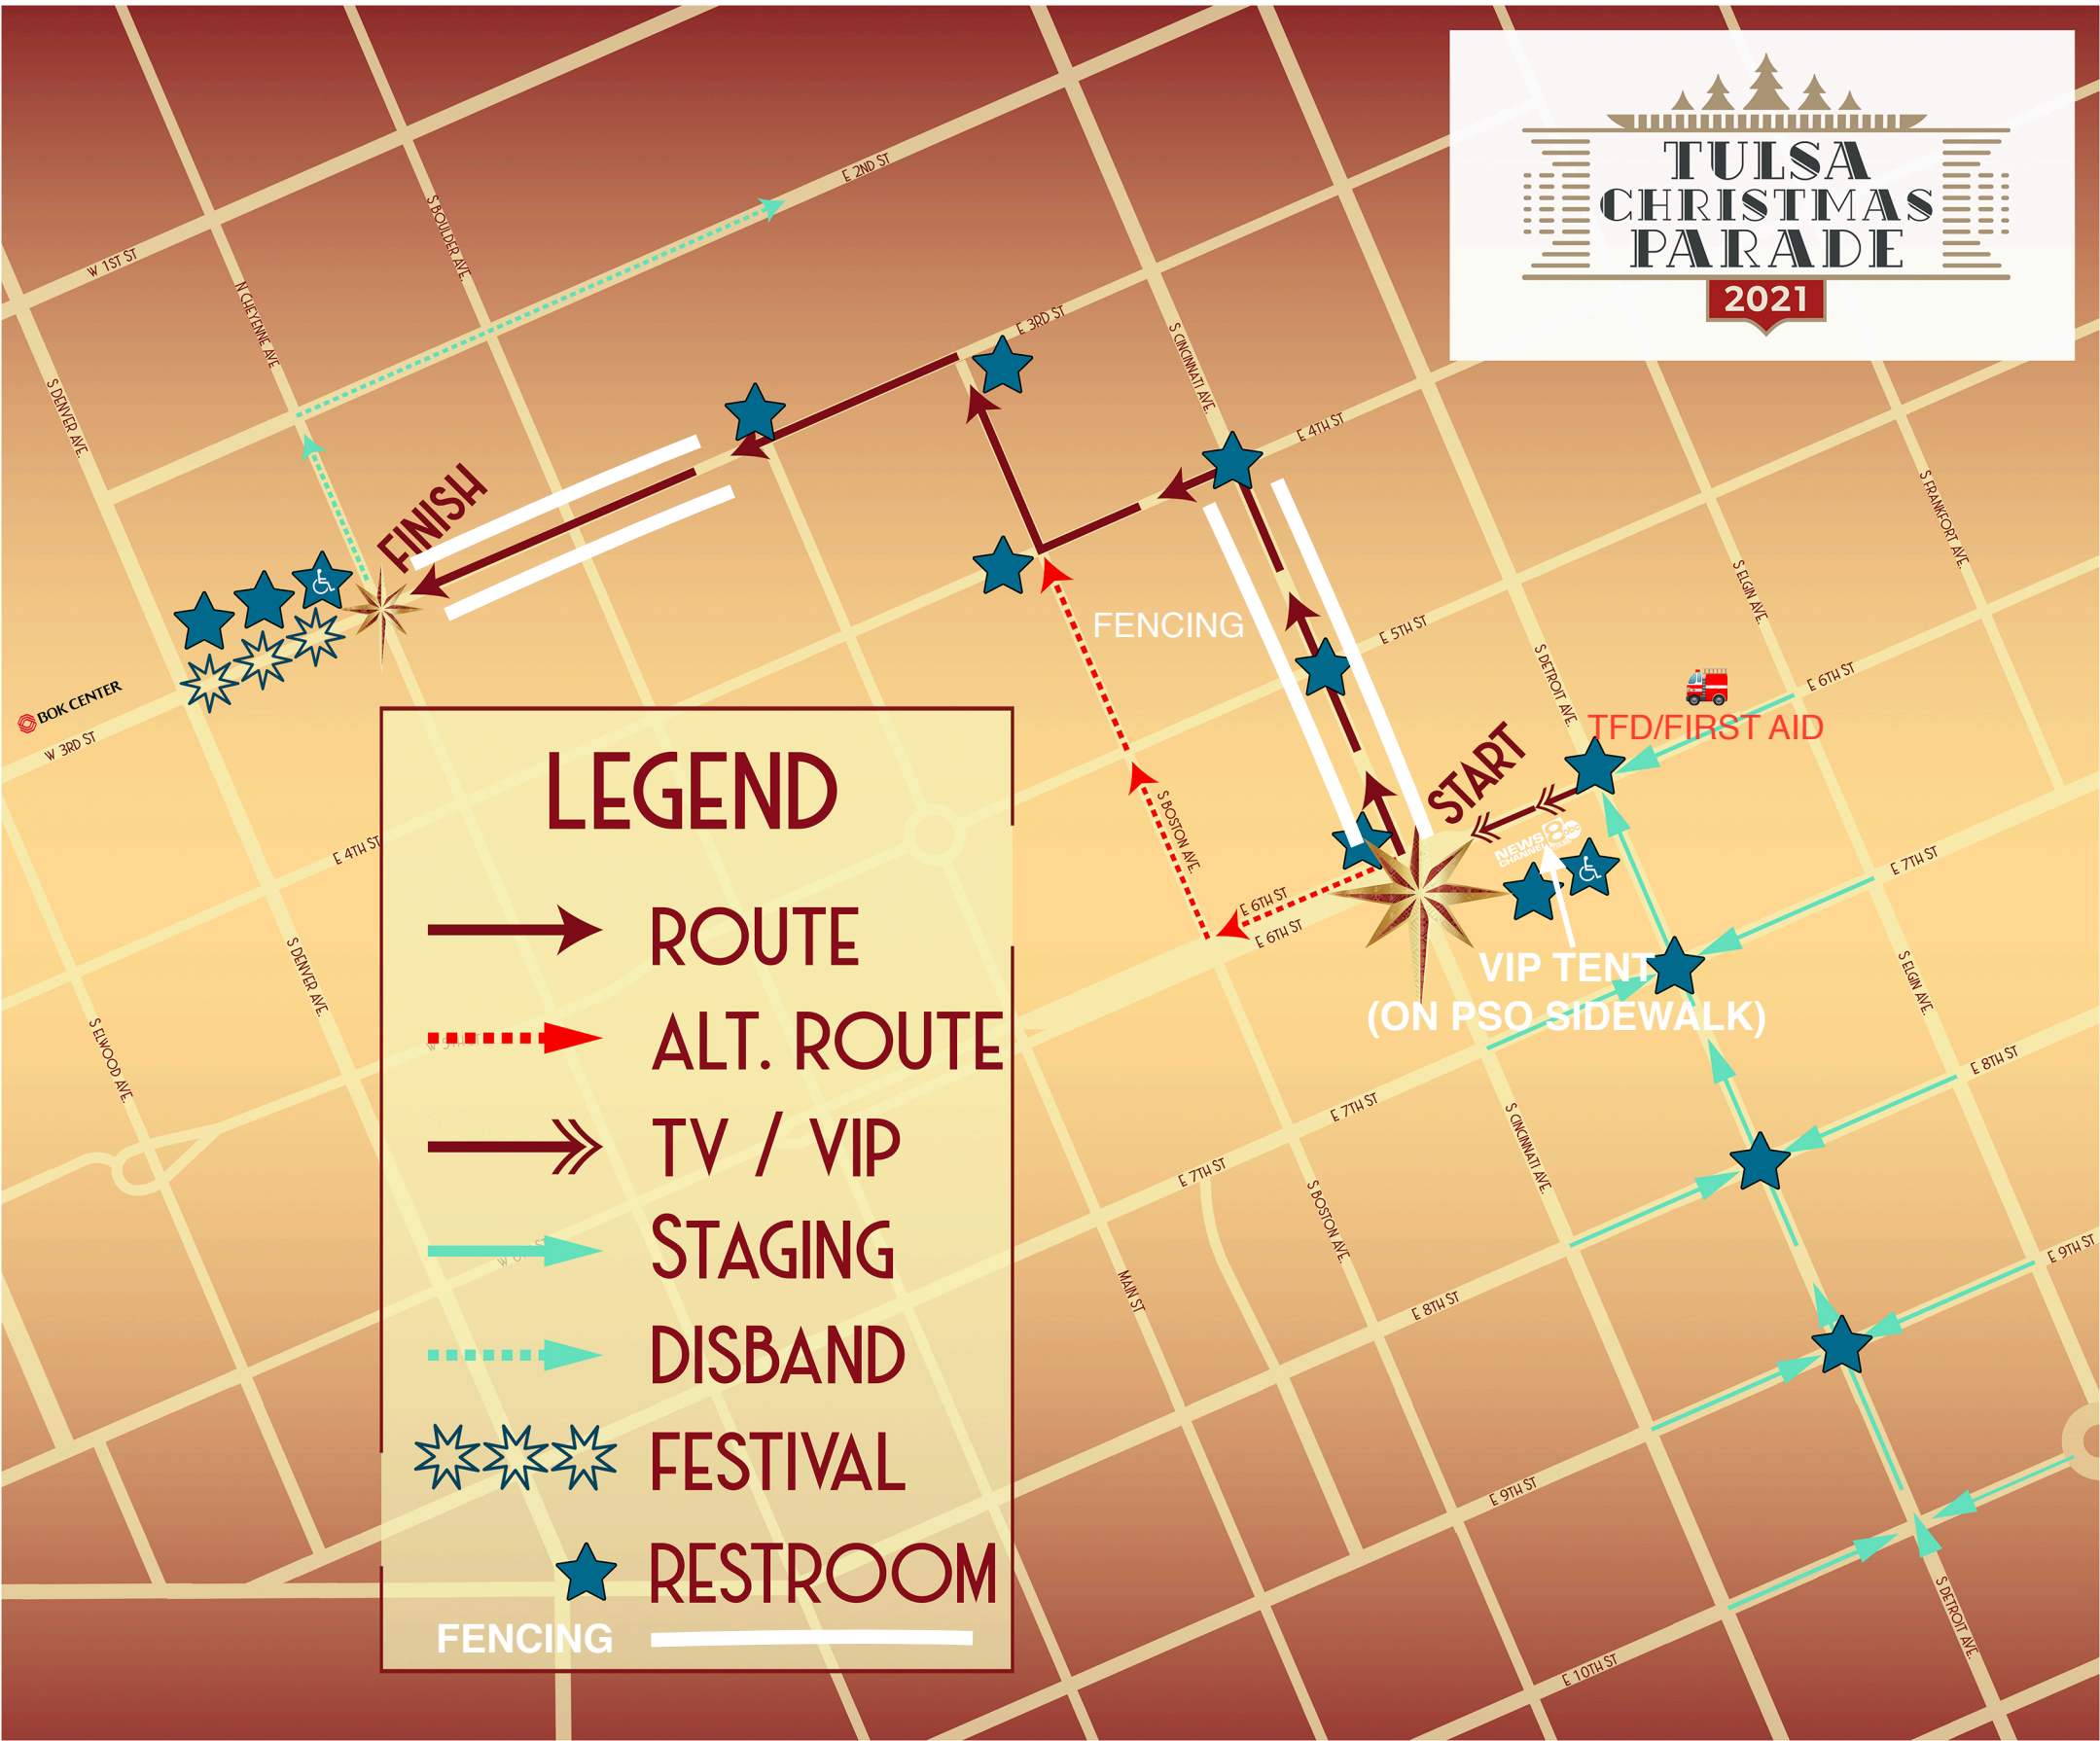 TULSA
CHRISTMAS
PARADE
2021
E 2ND ST
W 1ST ST
S BOULDER AVE.
N CHEYENNE AVE
S DENVER AVE.
E 3RD ST
S CINCINNATI AVE.
E 4TH ST
FINISH
S FRANKFORT AVE.
S ELGIN AVE.
FENCING
E 5TH ST
S DETROIT AVE.
E 6TH ST
TFD/FIRST AID
BOK CENTER
W 3RD ST
START
S BOSTON AVE.
NEWS
CHANNEL
8
abc
E 4TH ST
E 7TH ST
E 6TH ST
E 6TH ST
VIP TENT
(ON PSO SIDEWALK)
S DENVER AVE.
S ELGIN AVE.
S ELWOOD AVE.
E 8TH ST
E 7TH ST
S CINCINNATI AVE.
E 7TH ST
S BOSTON AVE.
E 9TH ST
MAIN ST
E 8TH ST
E 9TH ST
S DETROIT AVE.
E 10TH ST
LEGEND
ROUTE
W 5TH ST
ALT. ROUTE
TV / VIP
STAGING
DISBAND
FESTIVAL
RESTROOM
FENCING